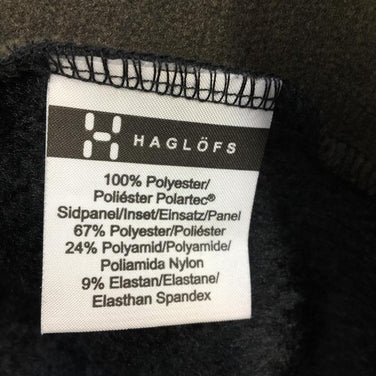 HAGLÖFS
100% Polyester/
Poliéster Polartec®
Sidpanel/Inset/Einsatz/Panel
67% Polyester/Poliéster
24% Polyamid/Polyamide/
Poliamida Nylon
9% Elastan/Elastane/
Elasthan Spandex